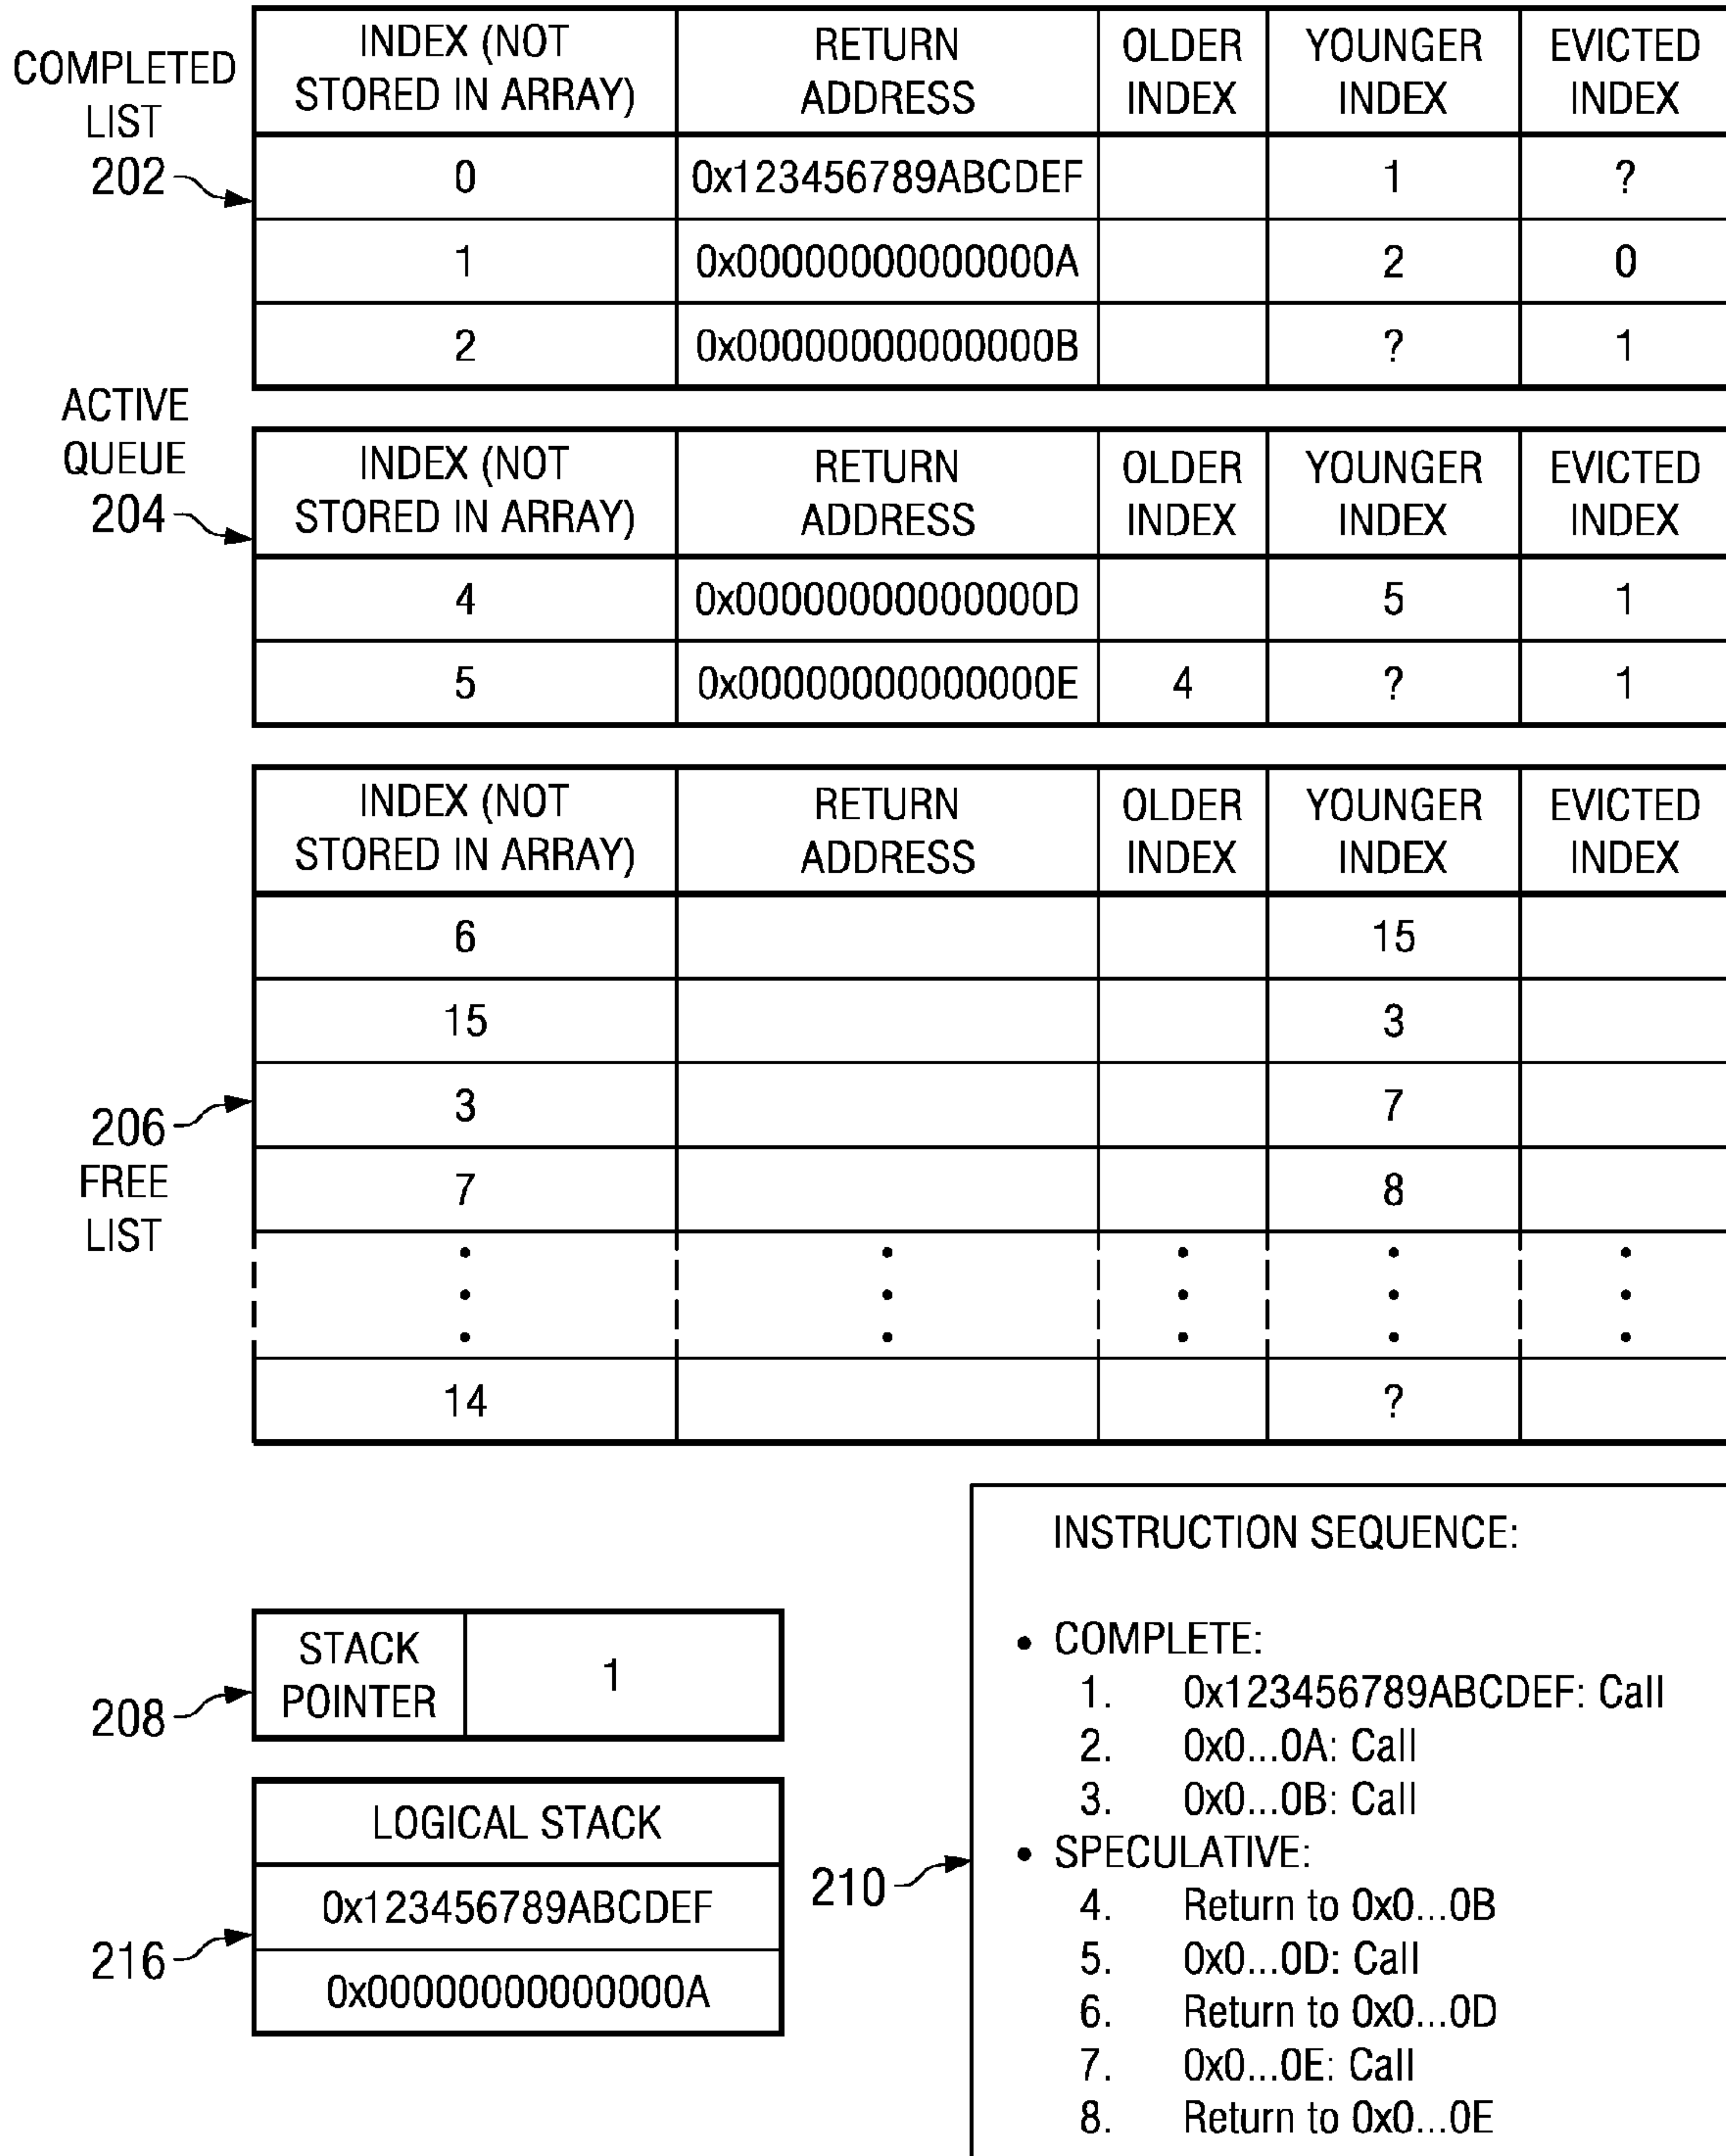 COMPLETED
LIST
202
INDEX (NOT
STORED IN ARRAY) RETURN
ADDRESS OLDER
INDEX YOUNGER
INDEX EVICTED
INDEX
0 0x123456789ABCDEF 1 ?
1 0x00000000000000A 2 0
2 0x00000000000000B ? 1
ACTIVE
QUEUE
204
INDEX (NOT
STORED IN ARRAY) RETURN
ADDRESS OLDER
INDEX YOUNGER
INDEX EVICTED
INDEX
4 0x00000000000000D 5 1
5 0x00000000000000E 4 ? 1
INDEX (NOT
STORED IN ARRAY) RETURN
ADDRESS OLDER
INDEX YOUNGER
INDEX EVICTED
INDEX
6 15
15 3
3 7
7 8
14 ?
206
FREE
LIST
STACK
POINTER 1
208
LOGICAL STACK
0x123456789ABCDEF
0x00000000000000A
216
210
INSTRUCTION SEQUENCE:
• COMPLETE:
1. 0x123456789ABCDEF: Call
2. 0x0...0A: Call
3. 0x0...0B: Call
• SPECULATIVE:
4. Return to 0x0...0B
5. 0x0...0D: Call
6. Return to 0x0...0D
7. 0x0...0E: Call
8. Return to 0x0...0E